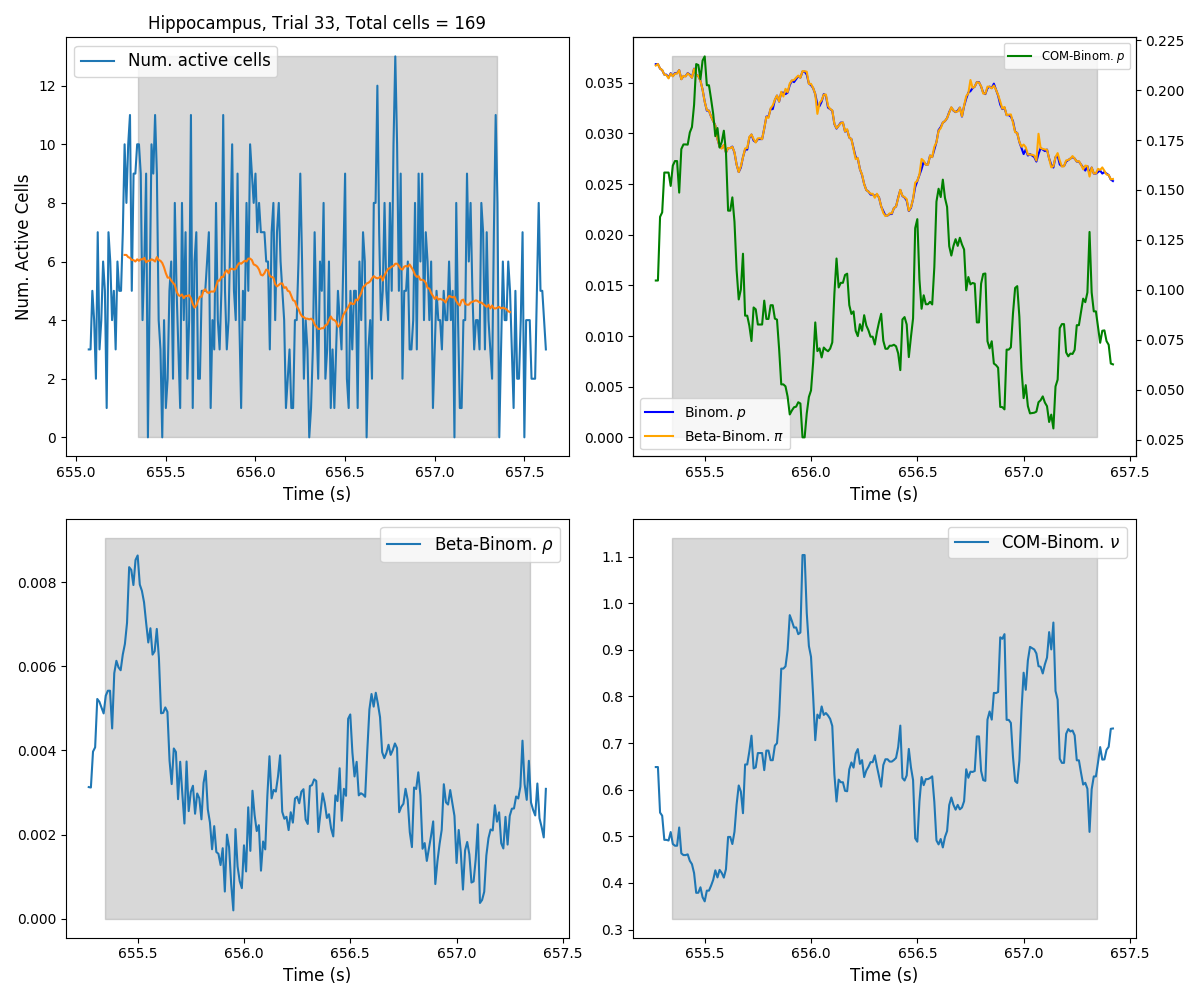 Hippocampus, Trial 33, Total cells = 169
Num. active cells
Num. Active Cells
12
10
8
6
4
2
0
655.0 655.5 656.0 656.5 657.0 657.5
Time (s)
COM-Binom. p
Binom. p
Beta-Binom. π
0.035
0.030
0.025
0.020
0.015
0.010
0.005
0.000
0.225
0.200
0.175
0.150
0.125
0.100
0.075
0.050
0.025
655.5 656.0 656.5 657.0 657.5
Time (s)
Beta-Binom. ρ
0.008
0.006
0.004
0.002
0.000
655.5 656.0 656.5 657.0 657.5
Time (s)
COM-Binom. ν
1.1
1.0
0.9
0.8
0.7
0.6
0.5
0.4
0.3
655.5 656.0 656.5 657.0 657.5
Time (s)